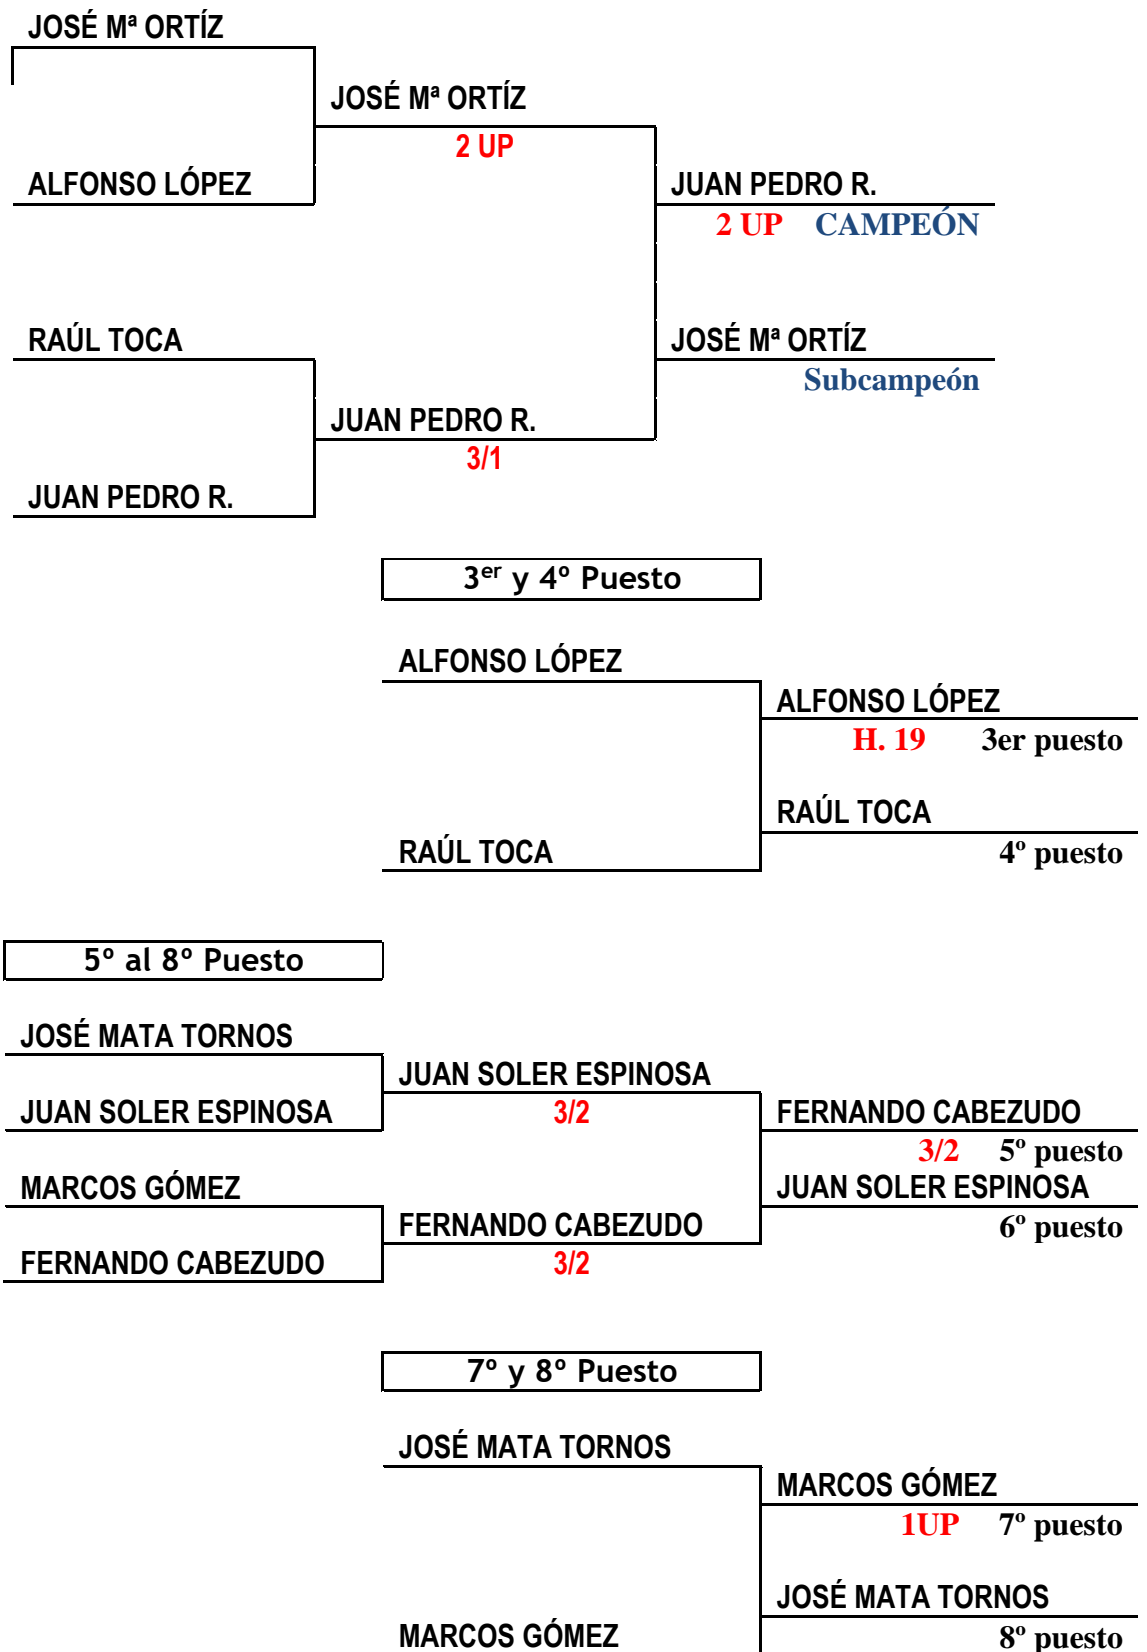 JOSÉ Mª ORTÍZ
JOSÉ Mª ORTÍZ
2 UP
ALFONSO LÓPEZ
JUAN PEDRO R.
2 UP CAMPEÓN
RAÚL TOCA
JOSÉ Mª ORTÍZ
Subcampeón
JUAN PEDRO R.
3/1
JUAN PEDRO R.
3er y 4º Puesto
ALFONSO LÓPEZ
ALFONSO LÓPEZ
H. 19 3er puesto
RAÚL TOCA
RAÚL TOCA
4º puesto
5º al 8º Puesto
JOSÉ MATA TORNOS
JUAN SOLER ESPINOSA
3/2
JUAN SOLER ESPINOSA
FERNANDO CABEZUDO
3/2 5º puesto
MARCOS GÓMEZ
JUAN SOLER ESPINOSA
6º puesto
FERNANDO CABEZUDO
3/2
FERNANDO CABEZUDO
7º y 8º Puesto
JOSÉ MATA TORNOS
MARCOS GÓMEZ
1UP 7º puesto
JOSÉ MATA TORNOS
MARCOS GÓMEZ
8º puesto